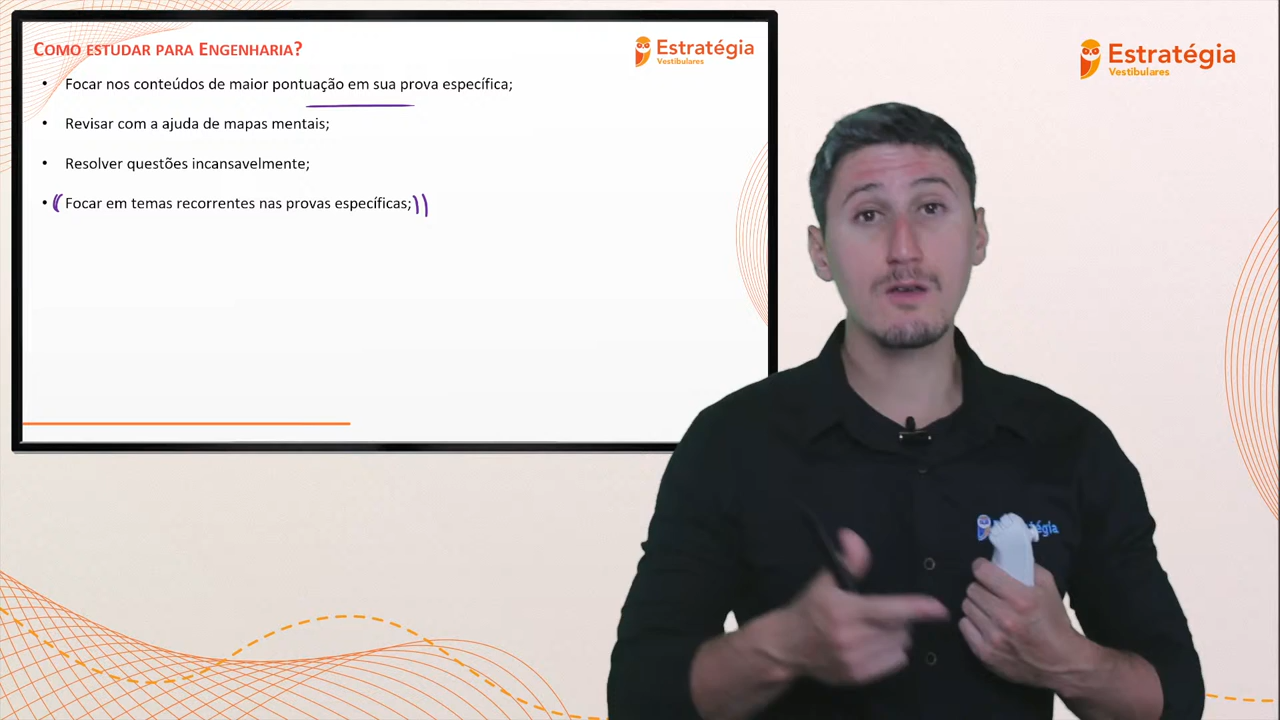 COMO ESTUDAR PARA ENGENHARIA?
Estratégia
Vestibulares
• Focar nos conteúdos de maior pontuação em sua prova específica;
• Revisar com a ajuda de mapas mentais;
• Resolver questões incansavelmente;
• Focar em temas recorrentes nas provas específicas;
Estratégia
Vestibulares